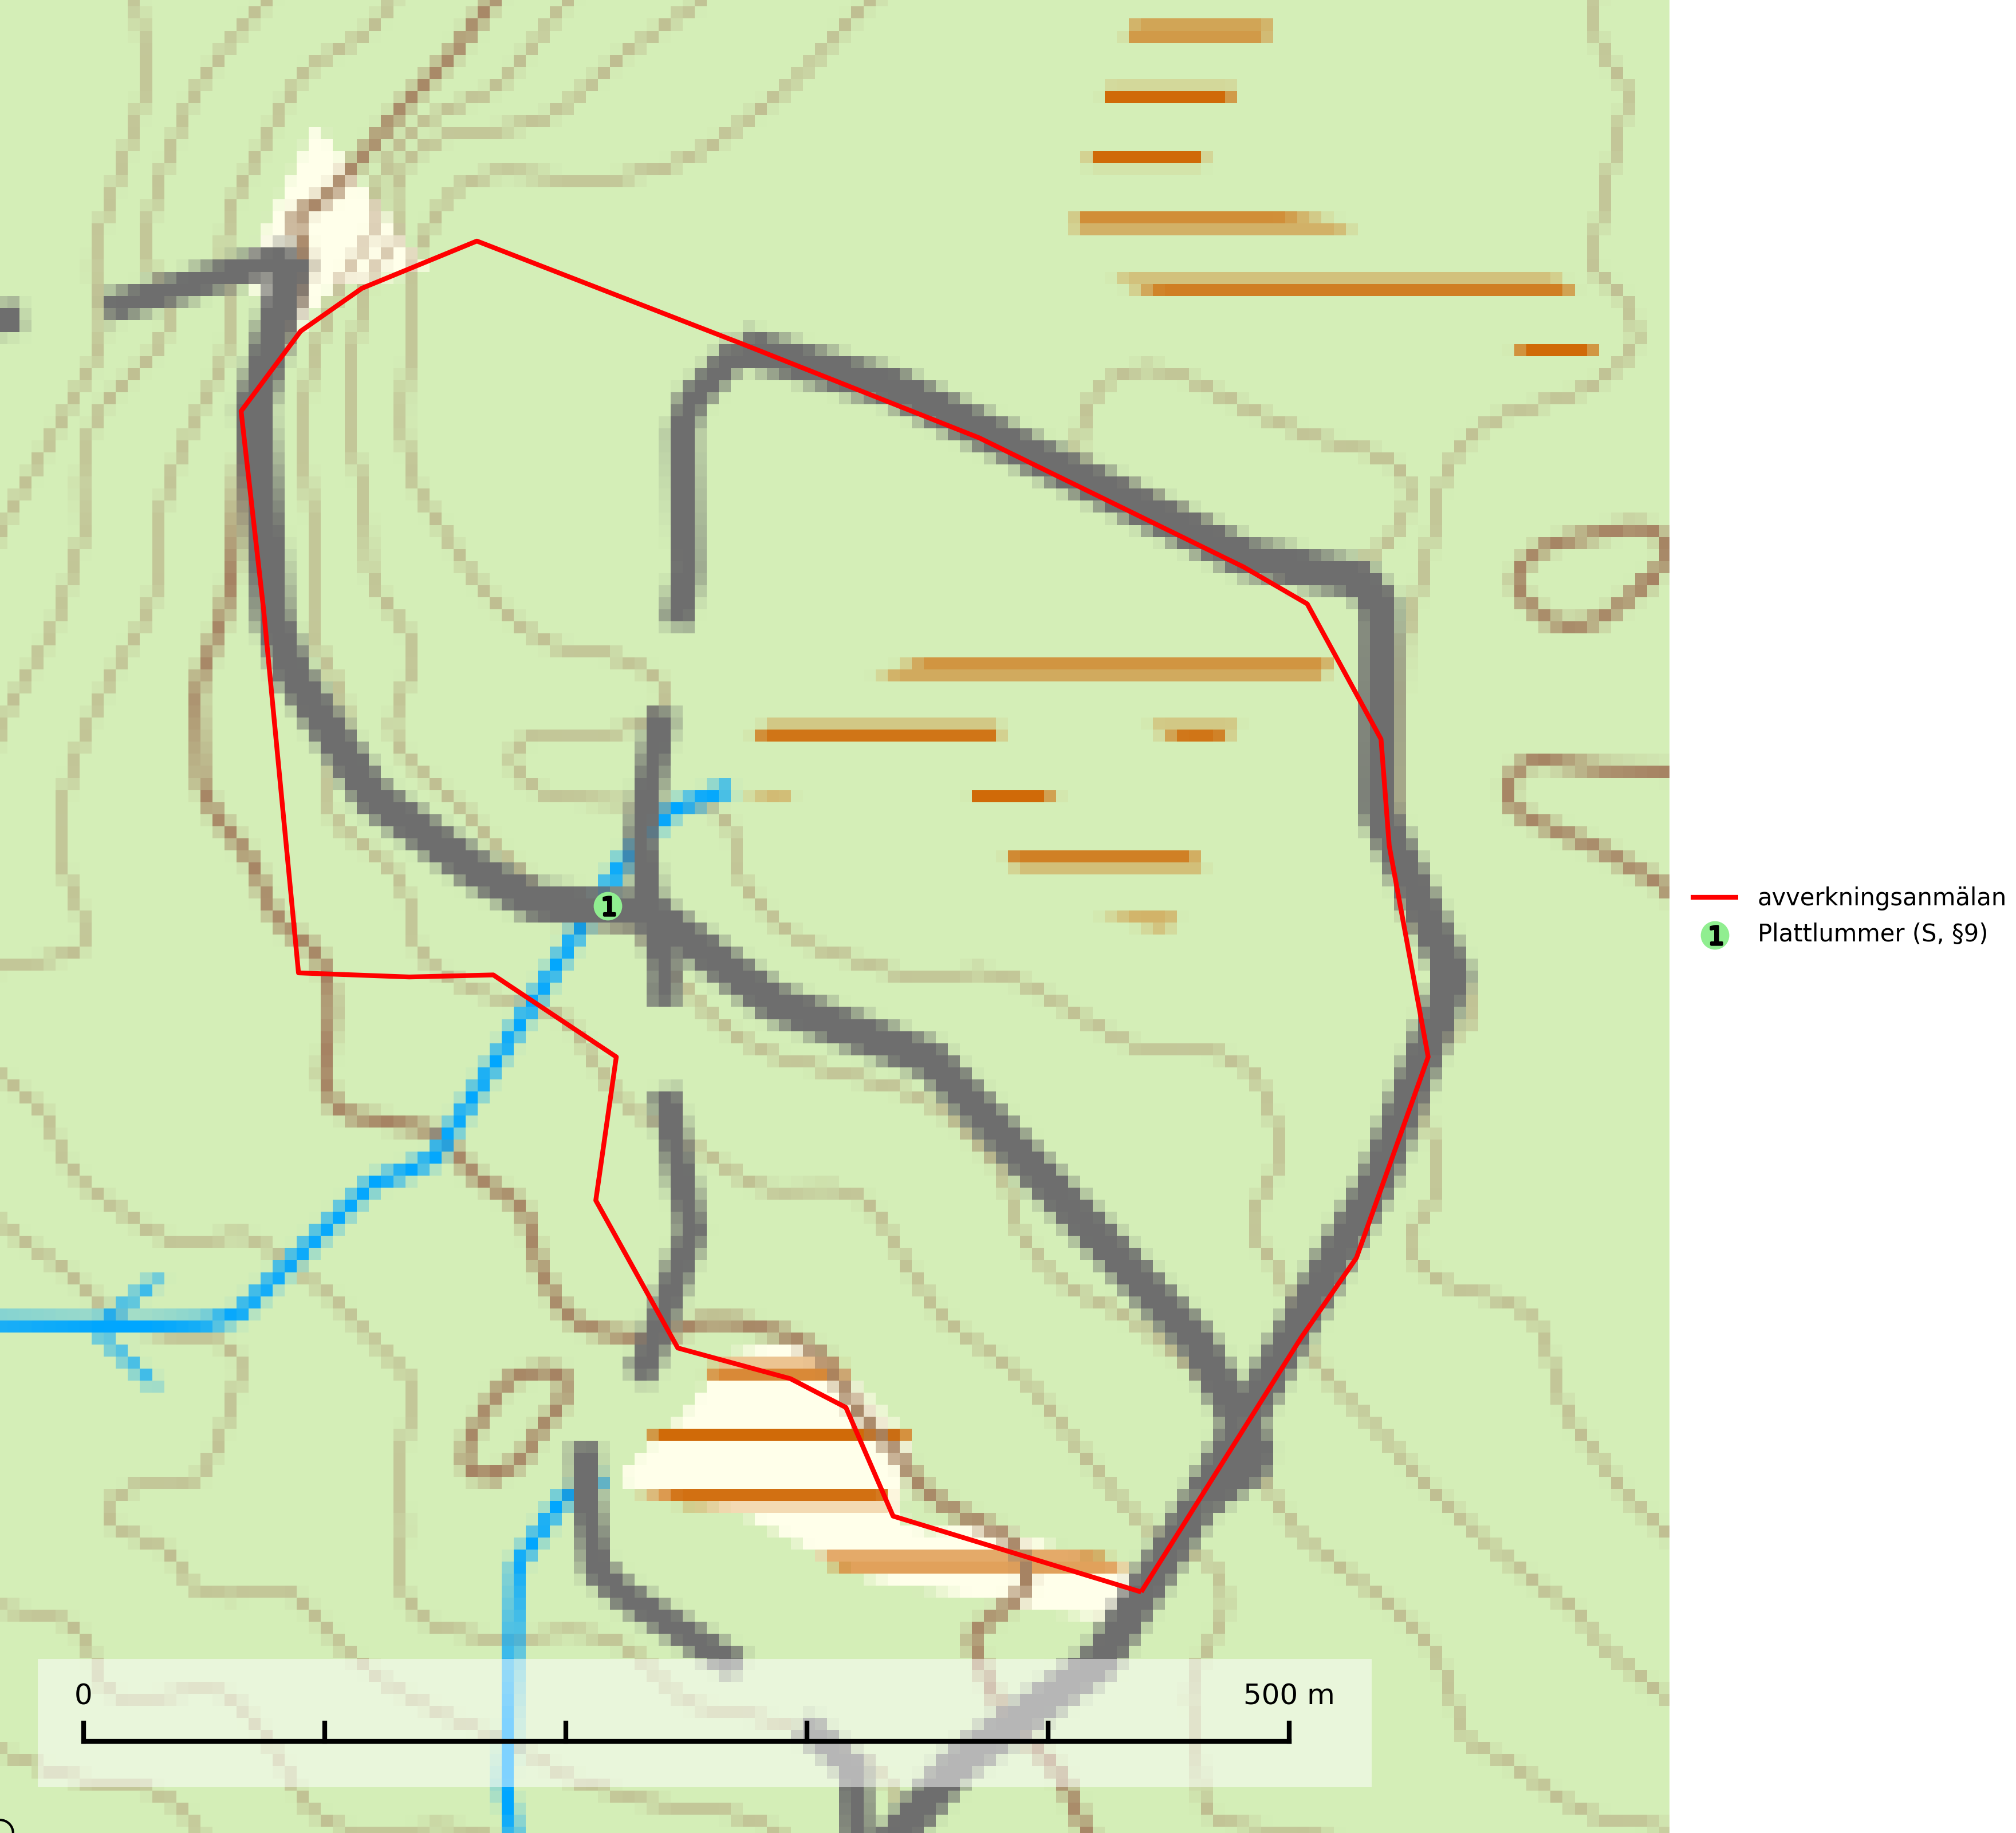 1
avverkningsanmälan
1 Plattlummer (S, §9)
0 500 m